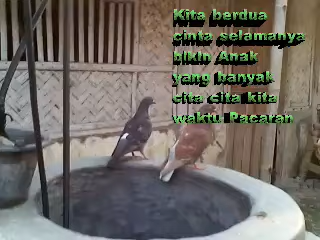 Kita berdua
cinta selamanya
bikin Anak
yang banyak
cita cita kita
waktu Pacaran